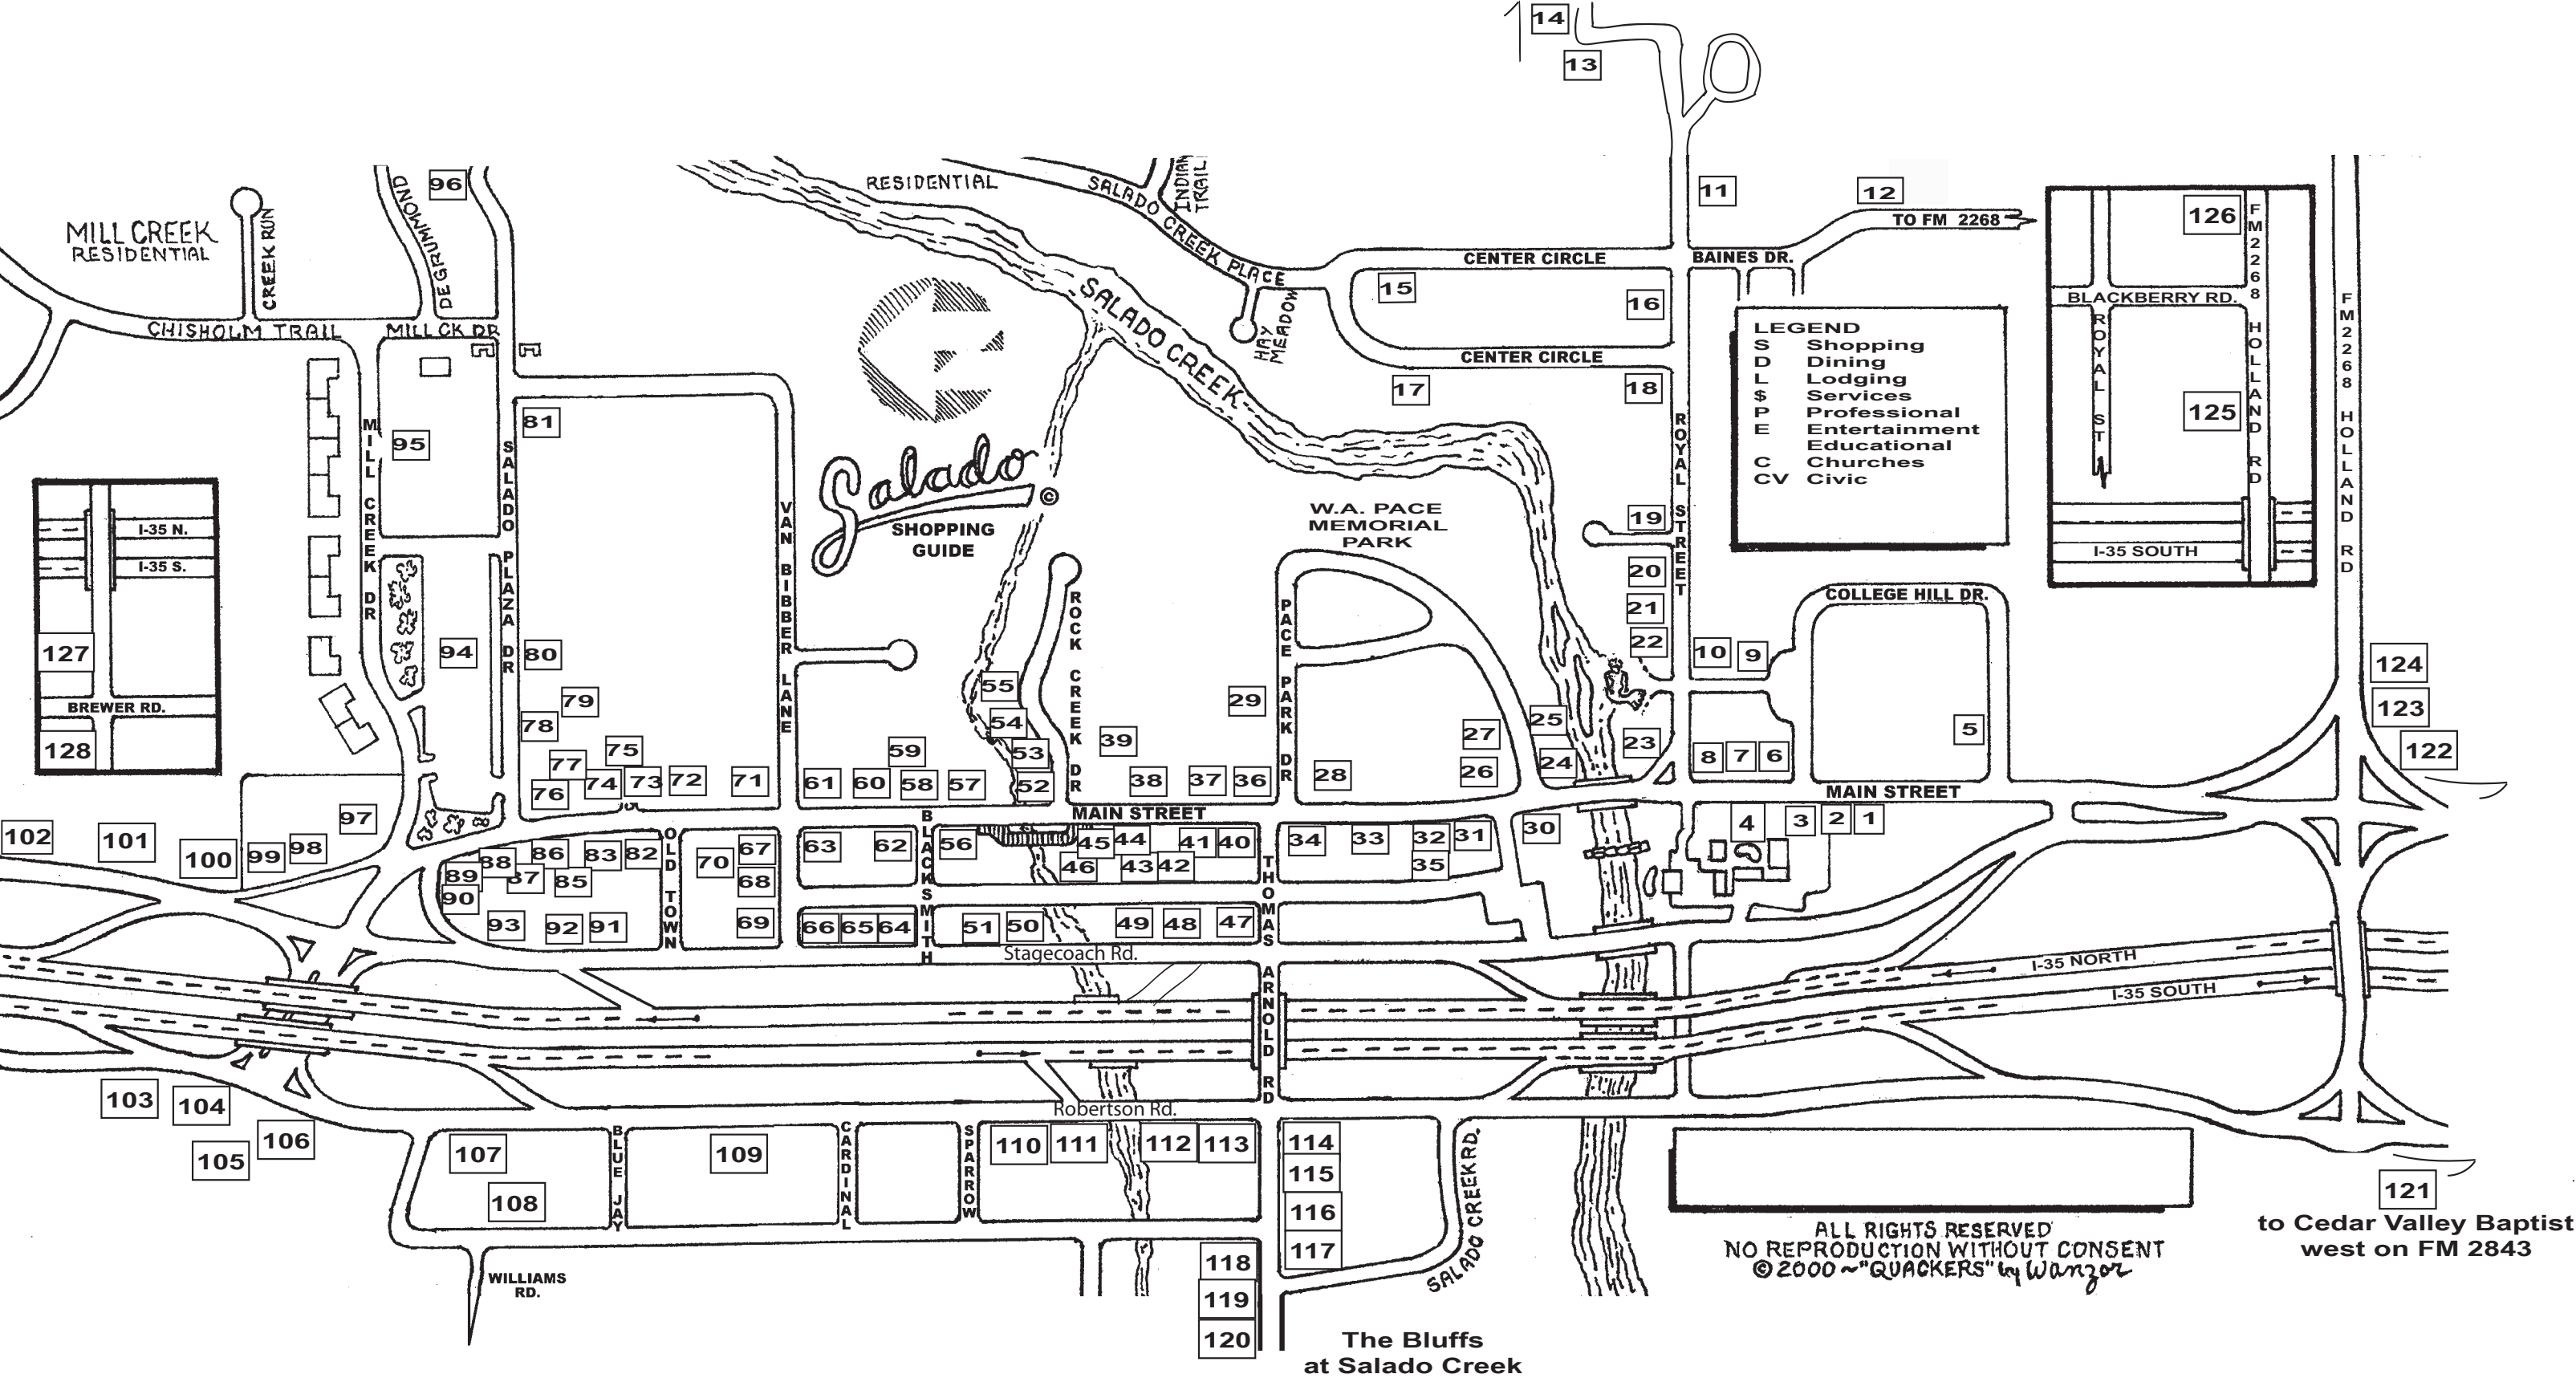 14
13
96
RESIDENTIAL
INDIAN
TRAIL
SALADO CREEK PLACE
11
12
TO FM 2268
MILL CREEK
RESIDENTIAL
CREEK RUN
DEGRUMMOND
CENTER CIRCLE
BAINES DR.
126
FM 2268 HOLLAND RD
BLACKBERRY RD.
ROYAL ST
125
I-35 SOUTH
FM 2268 HOLLAND RD
CHISHOLM TRAIL
MILL CK DR
SALADO CREEK
HAY
MEADOW
15
16
CENTER CIRCLE
17
18
LEGEND
S Shopping
D Dining
L Lodging
$ Services
P Professional
E Entertainment
Educational
C Churches
CV Civic
81
95
MILL CREEK DR
SALADO PLAZA DR
VAN BIBBER LANE
Salado
©
SHOPPING
GUIDE
W.A. PACE
MEMORIAL
PARK
ROYAL STREET
19
20
21
22
I-35 N.
I-35 S.
127
BREWER RD.
128
94
80
79
78
77
75
76
74
73
72
71
ROCK CREEK DR
PACE PARK DR
COLLEGE HILL DR.
10
9
5
124
123
122
55
54
53
52
39
29
27
25
23
26
24
8
7
6
59
61
60
58
57
38
37
36
28
MAIN STREET
MAIN STREET
97
102
101
100
99
98
OLD TOWN
BLACKSMITH
THOMAS ARNOLD RD
88
86
83
82
89
87
85
90
93
92
91
70
67
68
69
63
62
56
45
44
41
40
46
43
42
34
33
32
31
35
30
4
3
2
1
66
65
64
51
50
49
48
47
Stagecoach Rd.
I-35 NORTH
I-35 SOUTH
103
104
105
106
Robertson Rd.
107
108
BLUE JAY
109
CARDINAL
SPARROW
110
111
112
113
114
115
116
117
SALADO CREEK RD.
118
119
120
WILLIAMS
RD.
The Bluffs
at Salado Creek
ALL RIGHTS RESERVED
NO REPRODUCTION WITHOUT CONSENT
© 2000 ~ "QUACKERS" by Wanzor
121
to Cedar Valley Baptist
west on FM 2843